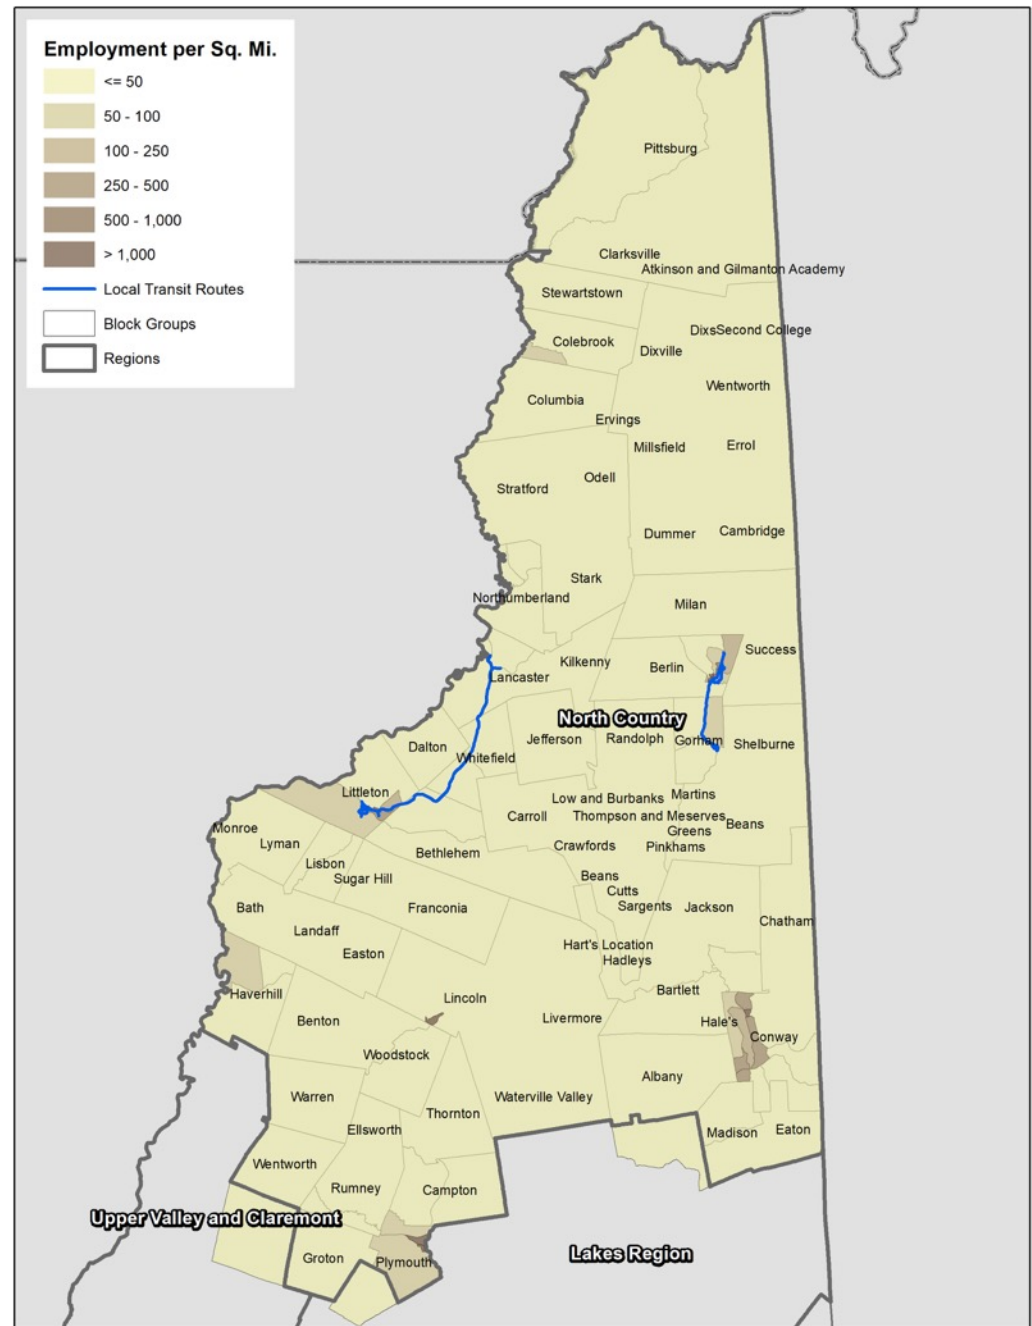 Employment per Sq. Mi.
<= 50
50 - 100
100 - 250
250 - 500
500 - 1,000
> 1,000
Local Transit Routes
Block Groups
Regions
Pittsburg
Clarksville
Atkinson and Gilmanton Academy
Stewartstown
DixsSecond College
Colebrook
Dixville
Wentworth
Columbia
Ervings
Millsfield
Errol
Odell
Stratford
Dummer
Cambridge
Stark
Northumberland
Milan
Success
Kilkenny
Berlin
Lancaster
North Country
Jefferson
Randolph
Gorham
Shelburne
Dalton
Whitefield
Littleton
Low and Burbanks
Martins
Carroll
Thompson and Meserves
Beans
Greens
Monroe
Lyman
Crawfords
Pinkhams
Bethlehem
Lisbon
Sugar Hill
Beans
Cutts
Sargents
Jackson
Bath
Franconia
Chatham
Landaff
Easton
Hart's Location
Hadleys
Haverhill
Lincoln
Bartlett
Benton
Livermore
Hale's
Conway
Woodstock
Albany
Warren
Waterville Valley
Thornton
Ellsworth
Madison
Eaton
Wentworth
Rumney
Campton
Upper Valley and Claremont
Groton
Plymouth
Lakes Region